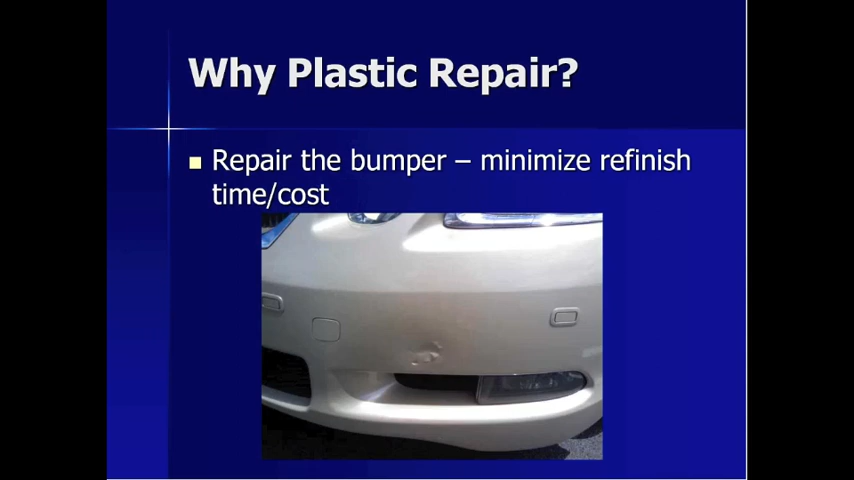 Why Plastic Repair?
Repair the bumper – minimize refinish
time/cost